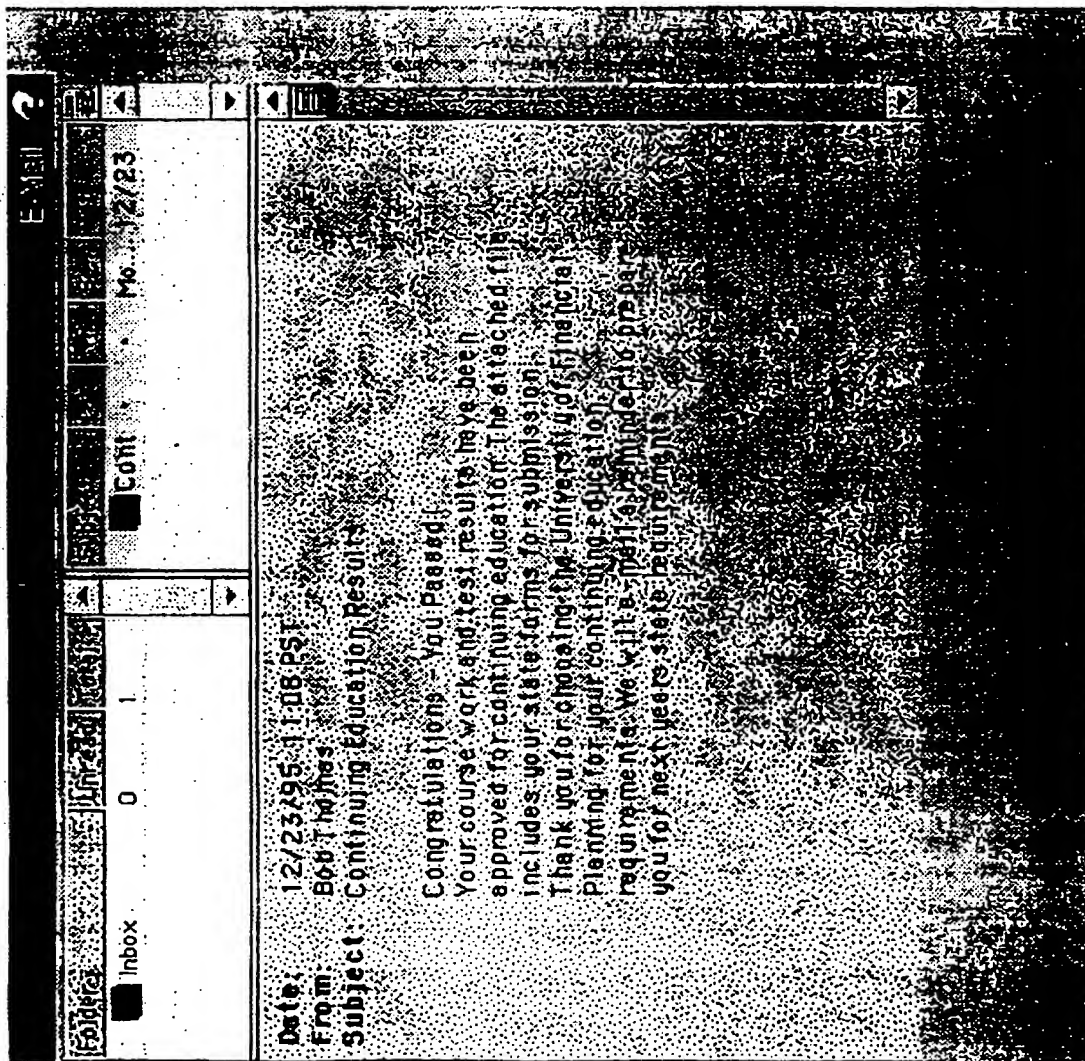 E-Mail ?
Folders Unread Total
Inbox 0 1
Cont Mo... 12/23
Date: 12/23/95 11:08 PST
From Bob Thomas
Subject: Continuing Education Results
Congratulations - You Passed!
Your course work and test results have been
approved for continuing education. The attached file
includes your state forms for submission.
Thank you for choosing the University of Financial
Planning for your continuing education
requirements. We will e-mail a reminder to prepare
you for next years state requirements.